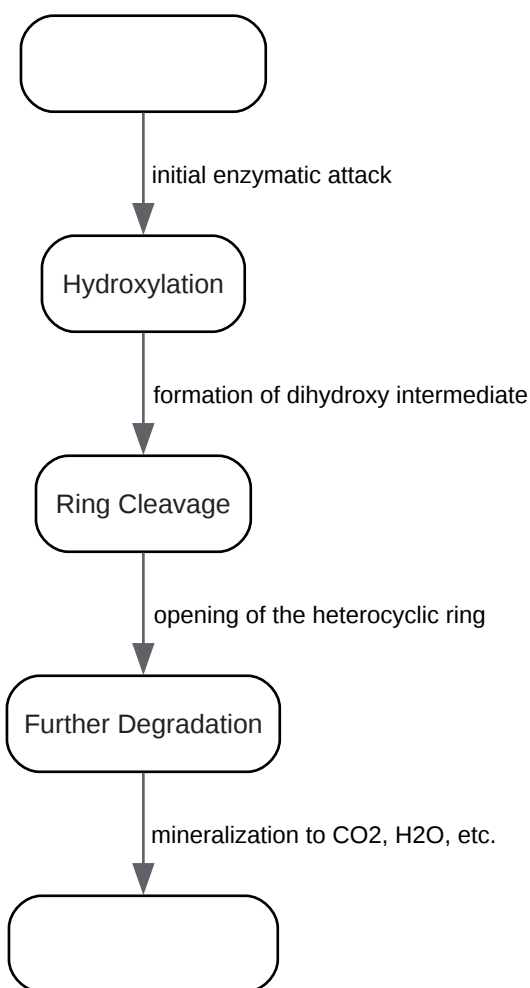 initial enzymatic attack
Hydroxylation
formation of dihydroxy intermediate
Ring Cleavage
opening of the heterocyclic ring
Further Degradation
mineralization to CO2, H2O, etc.